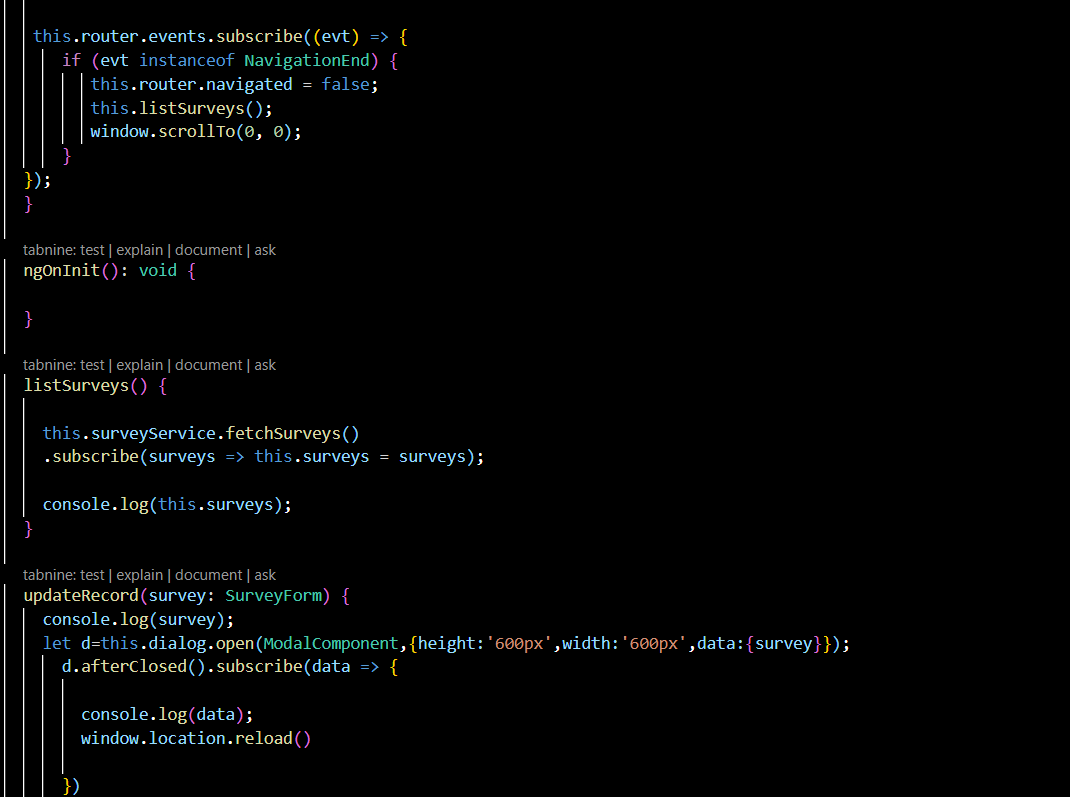 this.router.events.subscribe((evt) => {
if (evt instanceof NavigationEnd) {
this.router.navigated = false;
this.listSurveys();
window.scrollTo(0, 0);
}
});
}
tabnine: test | explain | document | ask
ngOnInit(): void {
}
tabnine: test | explain | document | ask
listSurveys() {
this.surveyService.fetchSurveys()
.subscribe(surveys => this.surveys = surveys);
console.log(this.surveys);
}
tabnine: test | explain | document | ask
updateRecord(survey: SurveyForm) {
console.log(survey);
let d=this.dialog.open(ModalComponent,{height:'600px',width:'600px',data:{survey}});
d.afterClosed().subscribe(data => {
console.log(data);
window.location.reload()
})